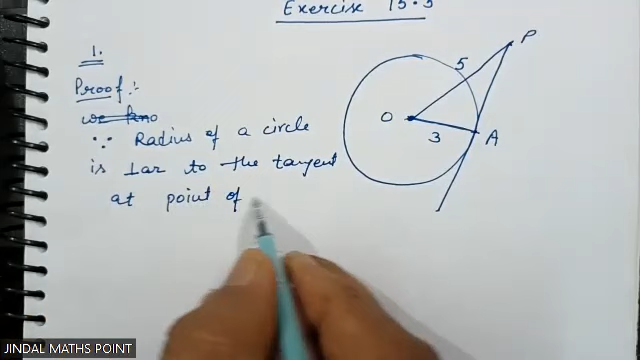 Exercise 15.3
1.
Proof :-
∵ Radius of a circle
is ⊥ar to the tangent
at point of
P
5
O
3
A
JINDAL MATHS POINT